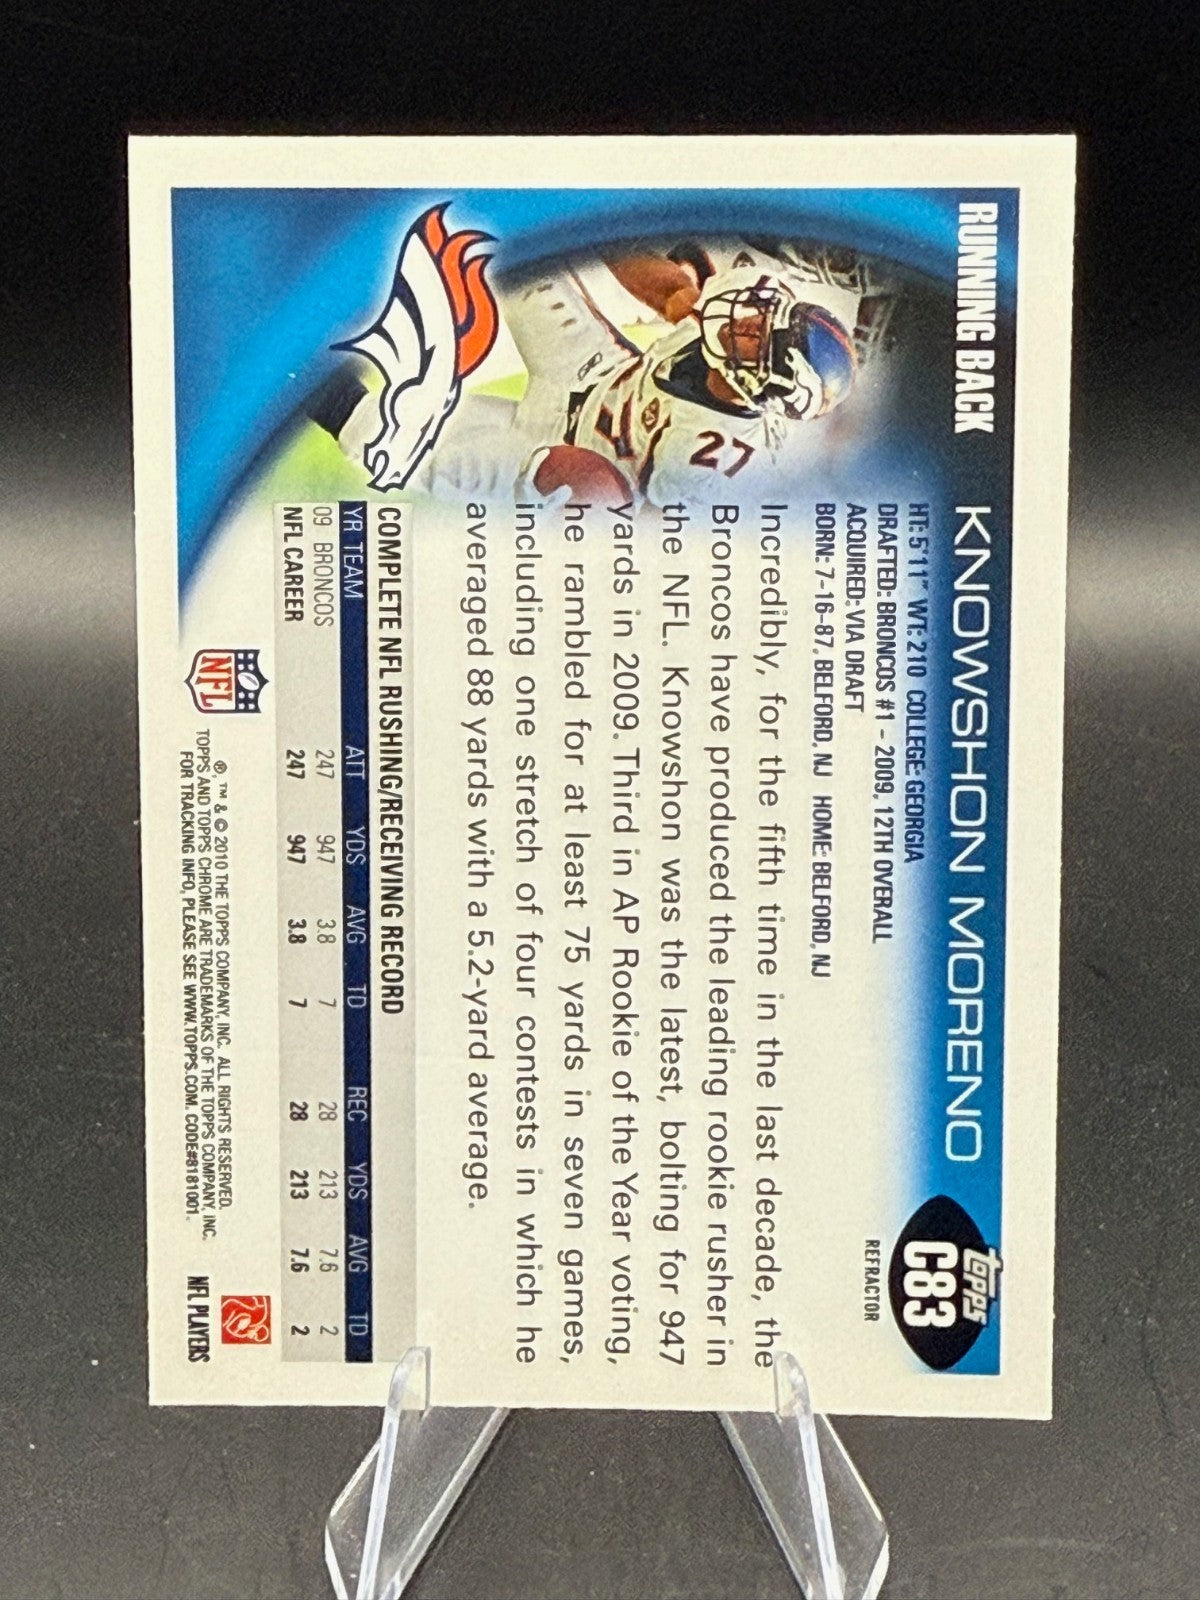 RUNNING BACK
KNOWSHON MORENO
topps
C83
REFRACTOR
HT: 5'11" WT: 210 COLLEGE: GEORGIA
DRAFTED: BRONCOS #1 - 2009, 12TH OVERALL
ACQUIRED: VIA DRAFT
BORN: 7-16-87, BELFORD, NJ HOME: BELFORD, NJ
27
Incredibly, for the fifth time in the last decade, the
Broncos have produced the leading rookie rusher in
the NFL. Knowshon was the latest, bolting for 947
yards in 2009. Third in AP Rookie of the Year voting,
he rambled for at least 75 yards in seven games,
including one stretch of four contests in which he
averaged 88 yards with a 5.2-yard average.
COMPLETE NFL RUSHING/RECEIVING RECORD
YR TEAM ATT YDS AVG TD REC YDS AVG TD
09 BRONCOS 247 947 3.8 7 28 213 7.6 2
NFL CAREER 247 947 3.8 7 28 213 7.6 2
NFL
®, ™ & © 2010 THE TOPPS COMPANY, INC. ALL RIGHTS RESERVED.
TOPPS AND TOPPS CHROME ARE TRADEMARKS OF THE TOPPS COMPANY, INC.
FOR TRACKING INFO, PLEASE SEE WWW.TOPPS.COM. CODE#8181001.
NFL PLAYERS